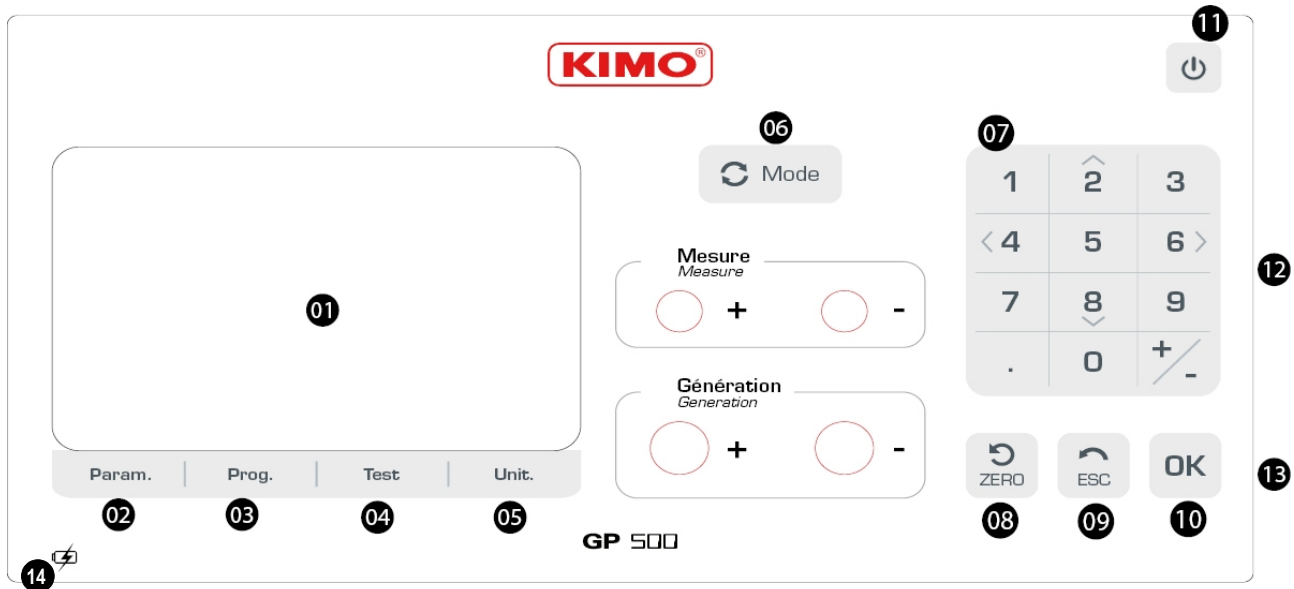 11
KIMO®
06
07
Mode
1 2 3
Mesure
Measure
4 5 6
12
01
+ -
7 8 9
. 0 +/-
Génération
Generation
+ -
Param. Prog. Test Unit.
ZERO ESC OK
13
02 03 04 05
08 09 10
GP 500
14